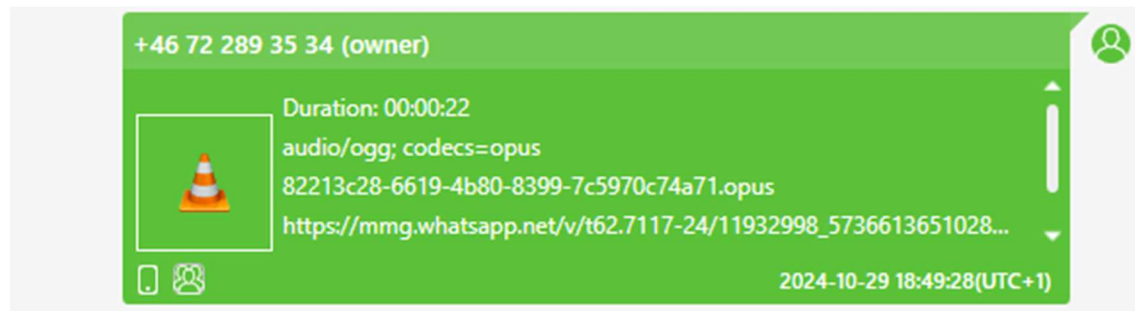 +46 72 289 35 34 (owner)
Duration: 00:00:22
audio/ogg; codecs=opus
82213c28-6619-4b80-8399-7c5970c74a71.opus
https://mmg.whatsapp.net/v/t62.7117-24/11932998_5736613651028...
2024-10-29 18:49:28(UTC+1)